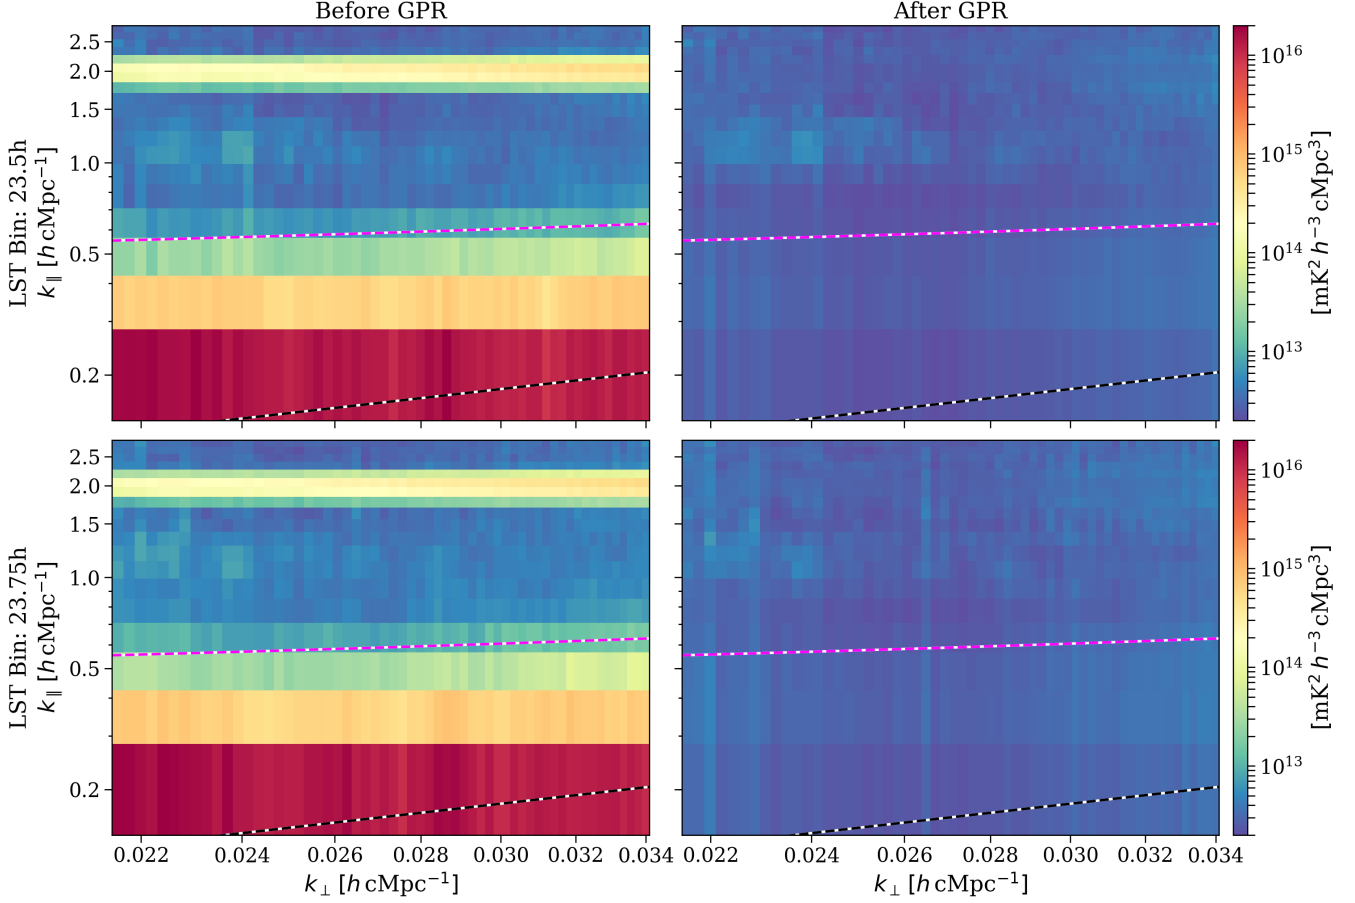 Before GPR
After GPR
LST Bin: 23.5h
k∥ [h cMpc⁻¹]
2.5
2.0
1.5
1.0
0.5
0.2
10¹⁶
10¹⁵
10¹⁴
10¹³
[mK² h⁻³ cMpc³]
LST Bin: 23.75h
k∥ [h cMpc⁻¹]
2.5
2.0
1.5
1.0
0.5
0.2
10¹⁶
10¹⁵
10¹⁴
10¹³
[mK² h⁻³ cMpc³]
0.022 0.024 0.026 0.028 0.030 0.032 0.034
0.022 0.024 0.026 0.028 0.030 0.032 0.034
k⊥ [h cMpc⁻¹]
k⊥ [h cMpc⁻¹]